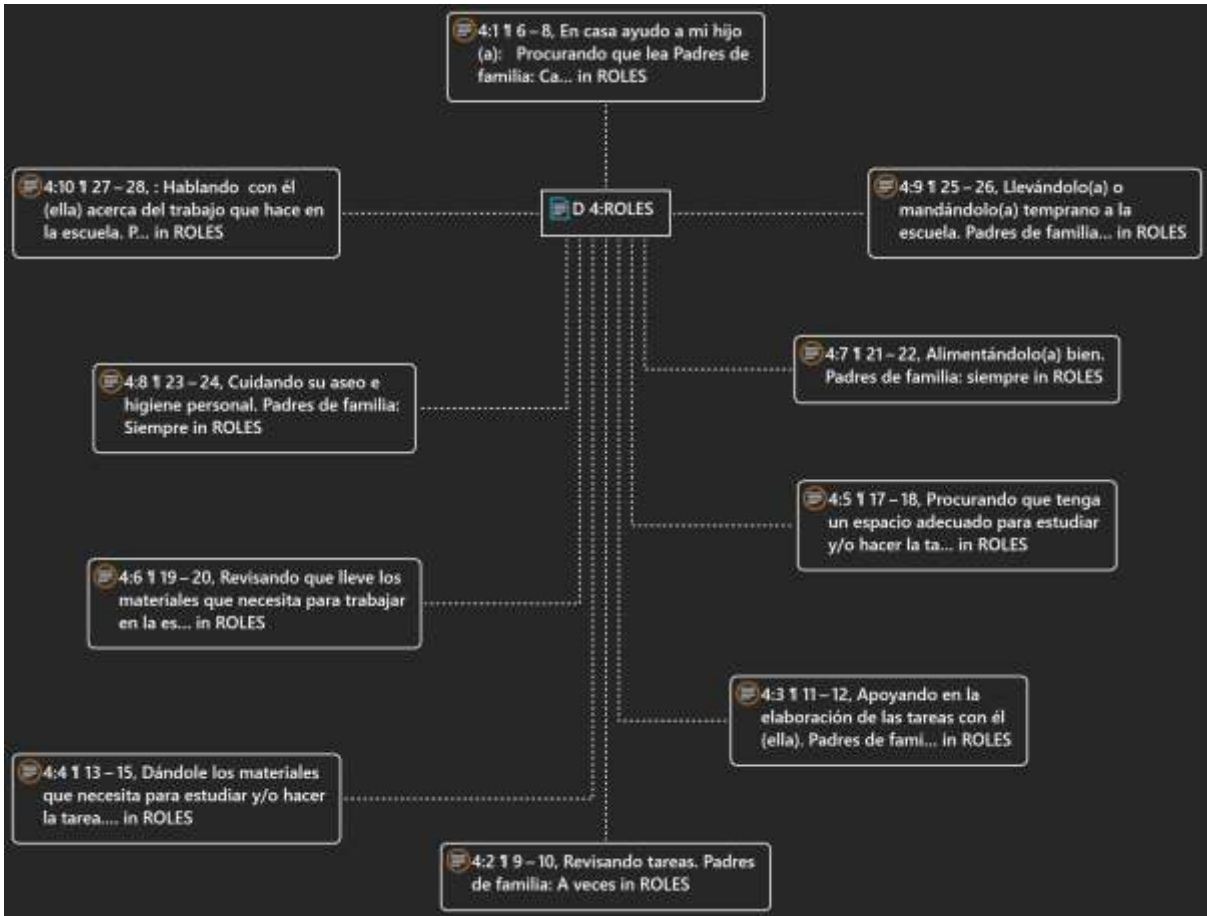 4:1 ¶ 6 – 8, En casa ayudo a mi hijo
(a): Procurando que lea Padres de
familia: Ca... in ROLES
4:10 ¶ 27 – 28, : Hablando con él
(ella) acerca del trabajo que hace en
la escuela. P... in ROLES
D 4:ROLES
4:9 ¶ 25 – 26, Llevándolo(a) o
mandándolo(a) temprano a la
escuela. Padres de familia... in ROLES
4:7 ¶ 21 – 22, Alimentándolo(a) bien.
Padres de familia: siempre in ROLES
4:8 ¶ 23 – 24, Cuidando su aseo e
higiene personal. Padres de familia:
Siempre in ROLES
4:5 ¶ 17 – 18, Procurando que tenga
un espacio adecuado para estudiar
y/o hacer la ta... in ROLES
4:6 ¶ 19 – 20, Revisando que lleve los
materiales que necesita para trabajar
en la es... in ROLES
4:3 ¶ 11 – 12, Apoyando en la
elaboración de las tareas con él
(ella). Padres de fami... in ROLES
4:4 ¶ 13 – 15, Dándole los materiales
que necesita para estudiar y/o hacer
la tarea.... in ROLES
4:2 ¶ 9 – 10, Revisando tareas. Padres
de familia: A veces in ROLES